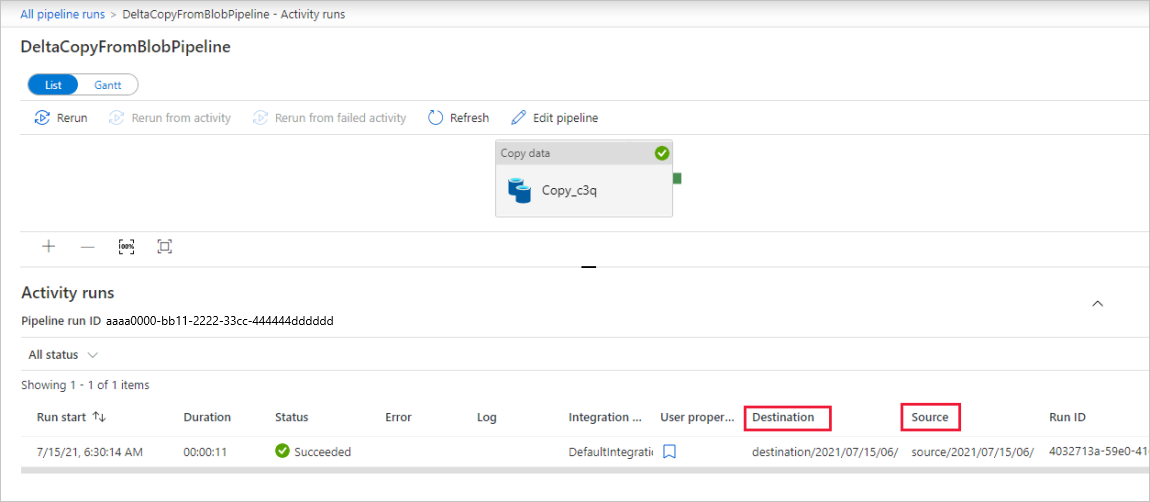 All pipeline runs > DeltaCopyFromBlobPipeline - Activity runs
DeltaCopyFromBlobPipeline
List Gantt
Rerun Rerun from activity Rerun from failed activity Refresh Edit pipeline
Copy data
Copy_c3q
100%
Activity runs
Pipeline run ID aaaa0000-bb11-2222-33cc-444444dddddd
All status
Showing 1 - 1 of 1 items
Run start Duration Status Error Log Integration ... User proper... Destination Source Run ID
7/15/21, 6:30:14 AM 00:00:11 Succeeded DefaultIntegratio destination/2021/07/15/06/ source/2021/07/15/06/ 4032713a-59e0-41